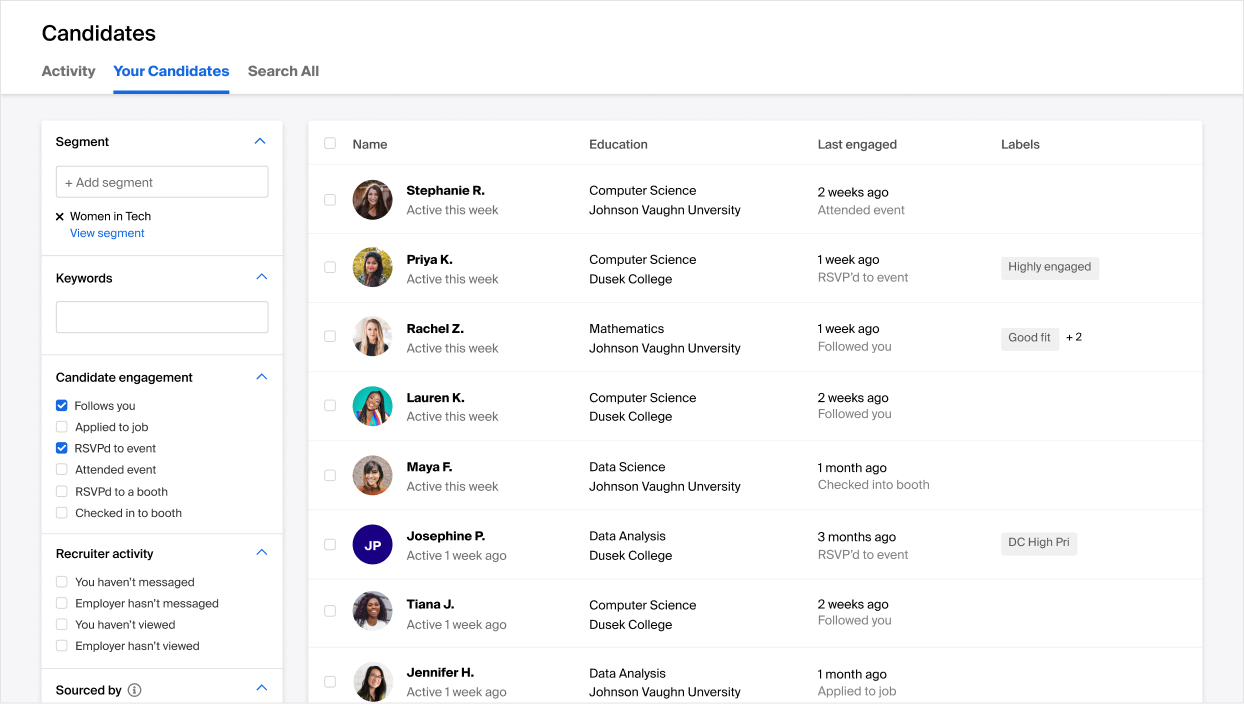 Candidates
Activity
Your Candidates
Search All
Segment
+ Add segment
Women in Tech
View segment
Keywords
Candidate engagement
Follows you
Applied to job
RSVPd to event
Attended event
RSVPd to a booth
Checked in to booth
Recruiter activity
You haven't messaged
Employer hasn't messaged
You haven't viewed
Employer hasn't viewed
Sourced by
Name Education Last engaged Labels
Stephanie R. Computer Science 2 weeks ago
Active this week Johnson Vaughn Unversity Attended event
Priya K. Computer Science 1 week ago Highly engaged
Active this week Dusek College RSVP'd to event
Rachel Z. Mathematics 1 week ago Good fit + 2
Active this week Johnson Vaughn Unversity Followed you
Lauren K. Computer Science 2 weeks ago
Active this week Dusek College Followed you
Maya F. Data Science 1 month ago
Active this week Johnson Vaughn Unversity Checked into booth
JP Josephine P. Data Analysis 3 months ago DC High Pri
Active 1 week ago Dusek College RSVP'd to event
Tiana J. Computer Science 2 weeks ago
Active 1 week ago Dusek College Followed you
Jennifer H. Data Analysis 1 month ago
Active 1 week ago Johnson Vaughn Unversity Applied to job